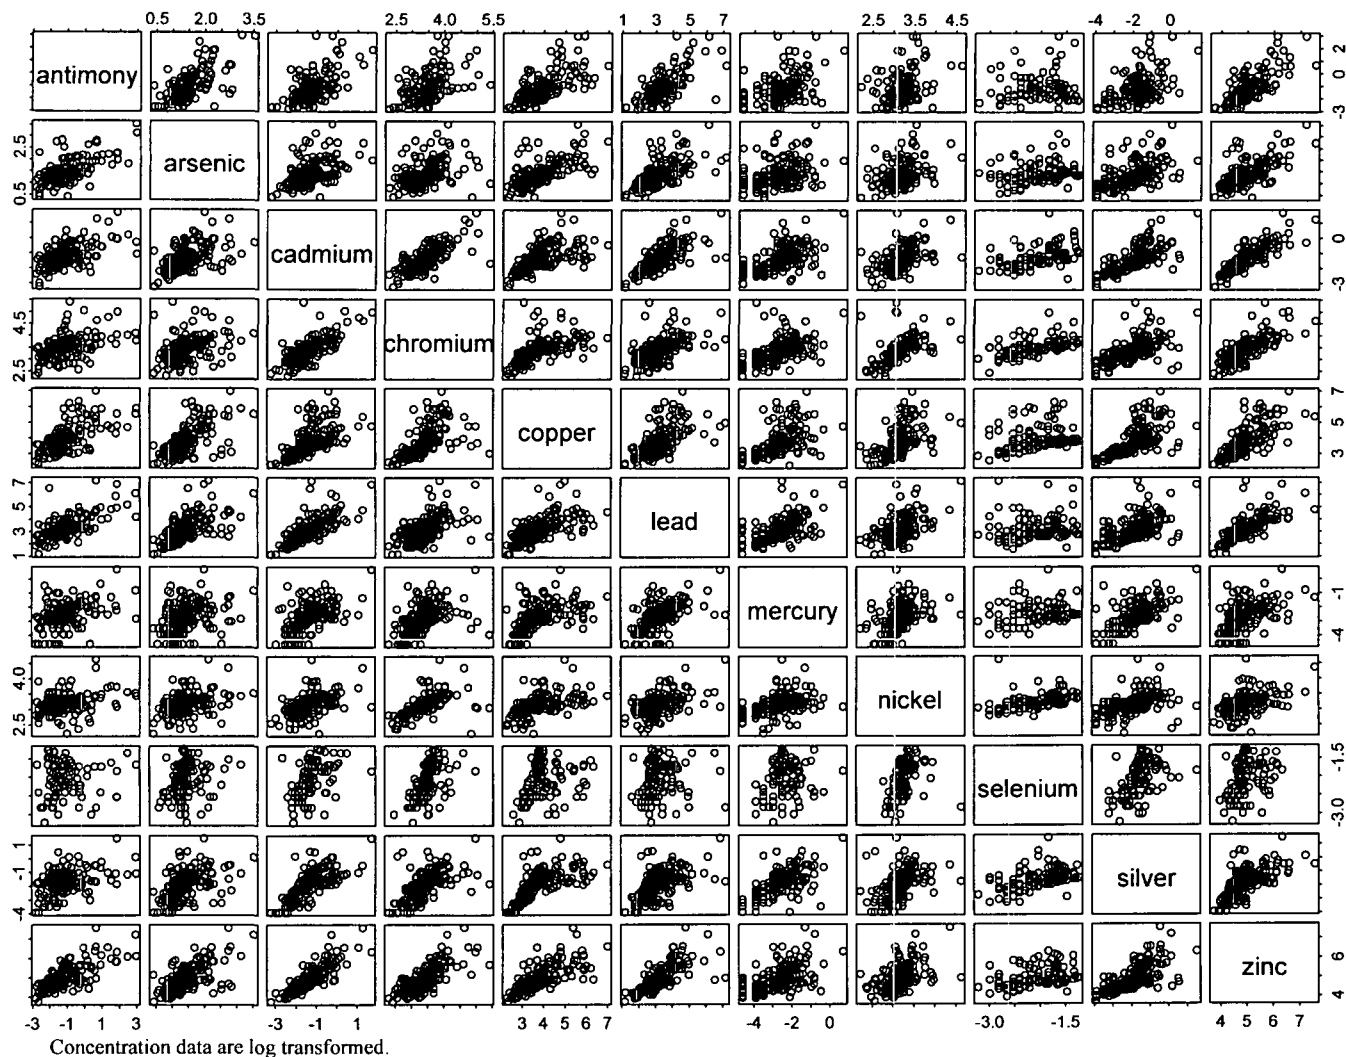 0.5 2.0 3.5 2.5 4.0 5.5 1 3 5 7 2.5 3.5 4.5 -4 -2 0
antimony -3 0 2
0.5 2.5 arsenic
cadmium -3 0
2.5 4.5 chromium
copper 3 5 7
1 3 5 7 lead
mercury -4 -1
2.5 4.0 nickel
selenium -3.0 -1.5
-4 -1 1 silver
zinc 4 6
-3 -1 1 3 -3 -1 1 3 4 5 6 7 -4 -2 0 -3.0 -1.5 4 5 6 7
Concentration data are log transformed.